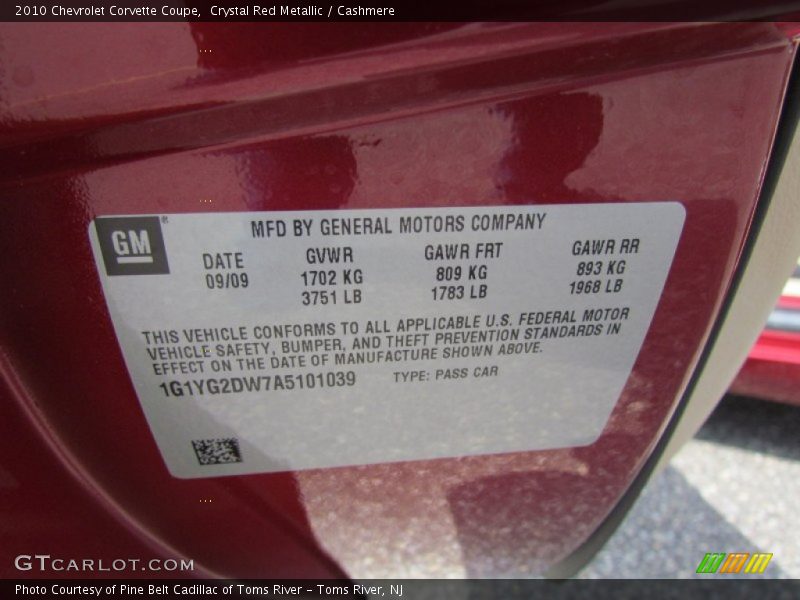 2010 Chevrolet Corvette Coupe, Crystal Red Metallic / Cashmere
GM®
MFD BY GENERAL MOTORS COMPANY
DATE GVWR GAWR FRT GAWR RR
09/09 1702 KG 809 KG 893 KG
3751 LB 1783 LB 1968 LB
THIS VEHICLE CONFORMS TO ALL APPLICABLE U.S. FEDERAL MOTOR
VEHICLE SAFETY, BUMPER, AND THEFT PREVENTION STANDARDS IN
EFFECT ON THE DATE OF MANUFACTURE SHOWN ABOVE.
1G1YG2DW7A5101039 TYPE: PASS CAR
GTCARLOT.COM
Photo Courtesy of Pine Belt Cadillac of Toms River – Toms River, NJ